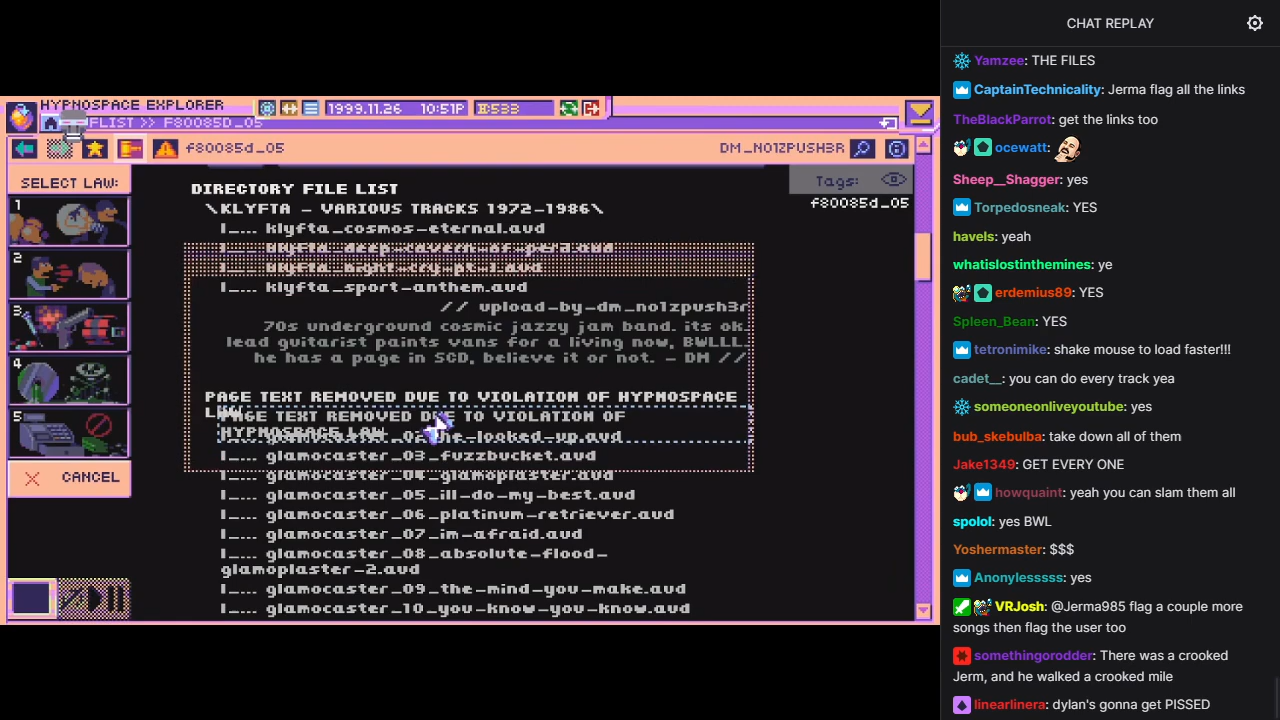 HYPNOSPACE EXPLORER
1999.11.26 10:51P
533
FLIST >> F80085D_05
f80085d_05
DM_NO1ZPUSH3R
SELECT LAW:
1
2
3
4
5
CANCEL
Tags:
f80085d_05
DIRECTORY FILE LIST
\KLYFTA - VARIOUS TRACKS 1972-1986\
I.... klyfta_cosmos-eternal.avd
klyfta_night-cry-pt-1.avd
I.... klyfta_sport-anthem.avd
// upload-by-dm_no1zpush3r
70s underground cosmic jazzy jam band. its ok.
lead guitarist paints vans for a living now, BWLLL.
he has a page in SCD, believe it or not. - DM //
PAGE TEXT REMOVED DUE TO VIOLATION OF HYPNOSPACE
PAGE TEXT REMOVED DUE TO VIOLATION OF
HYPNOSPACE LAW
I.... glamocaster_03_fuzzbucket.avd
I.... glamocaster_04_glamoplaster.avd
I.... glamocaster_05_ill-do-my-best.avd
I.... glamocaster_06_platinum-retriever.avd
I.... glamocaster_07_im-afraid.avd
I.... glamocaster_08_absolute-flood-
glamoplaster-2.avd
I.... glamocaster_09_the-mind-you-make.avd
I.... glamocaster_10_you-know-you-know.avd
CHAT REPLAY
Yamzee: THE FILES
CaptainTechnicality: Jerma flag all the links
TheBlackParrot: get the links too
ocewatt:
Sheep__Shagger: yes
Torpedosneak: YES
havels: yeah
whatislostinthemines: ye
erdemius89: YES
Spleen_Bean: YES
tetronimike: shake mouse to load faster!!!
cadet__: you can do every track yea
someoneonliveyoutube: yes
bub_skebulba: take down all of them
Jake1349: GET EVERY ONE
howquaint: yeah you can slam them all
spolol: yes BWL
Yoshermaster: $$$
Anonylesssss: yes
VRJosh: @Jerma985 flag a couple more
songs then flag the user too
somethingorodder: There was a crooked
Jerm, and he walked a crooked mile
linearlinera: dylan's gonna get PISSED